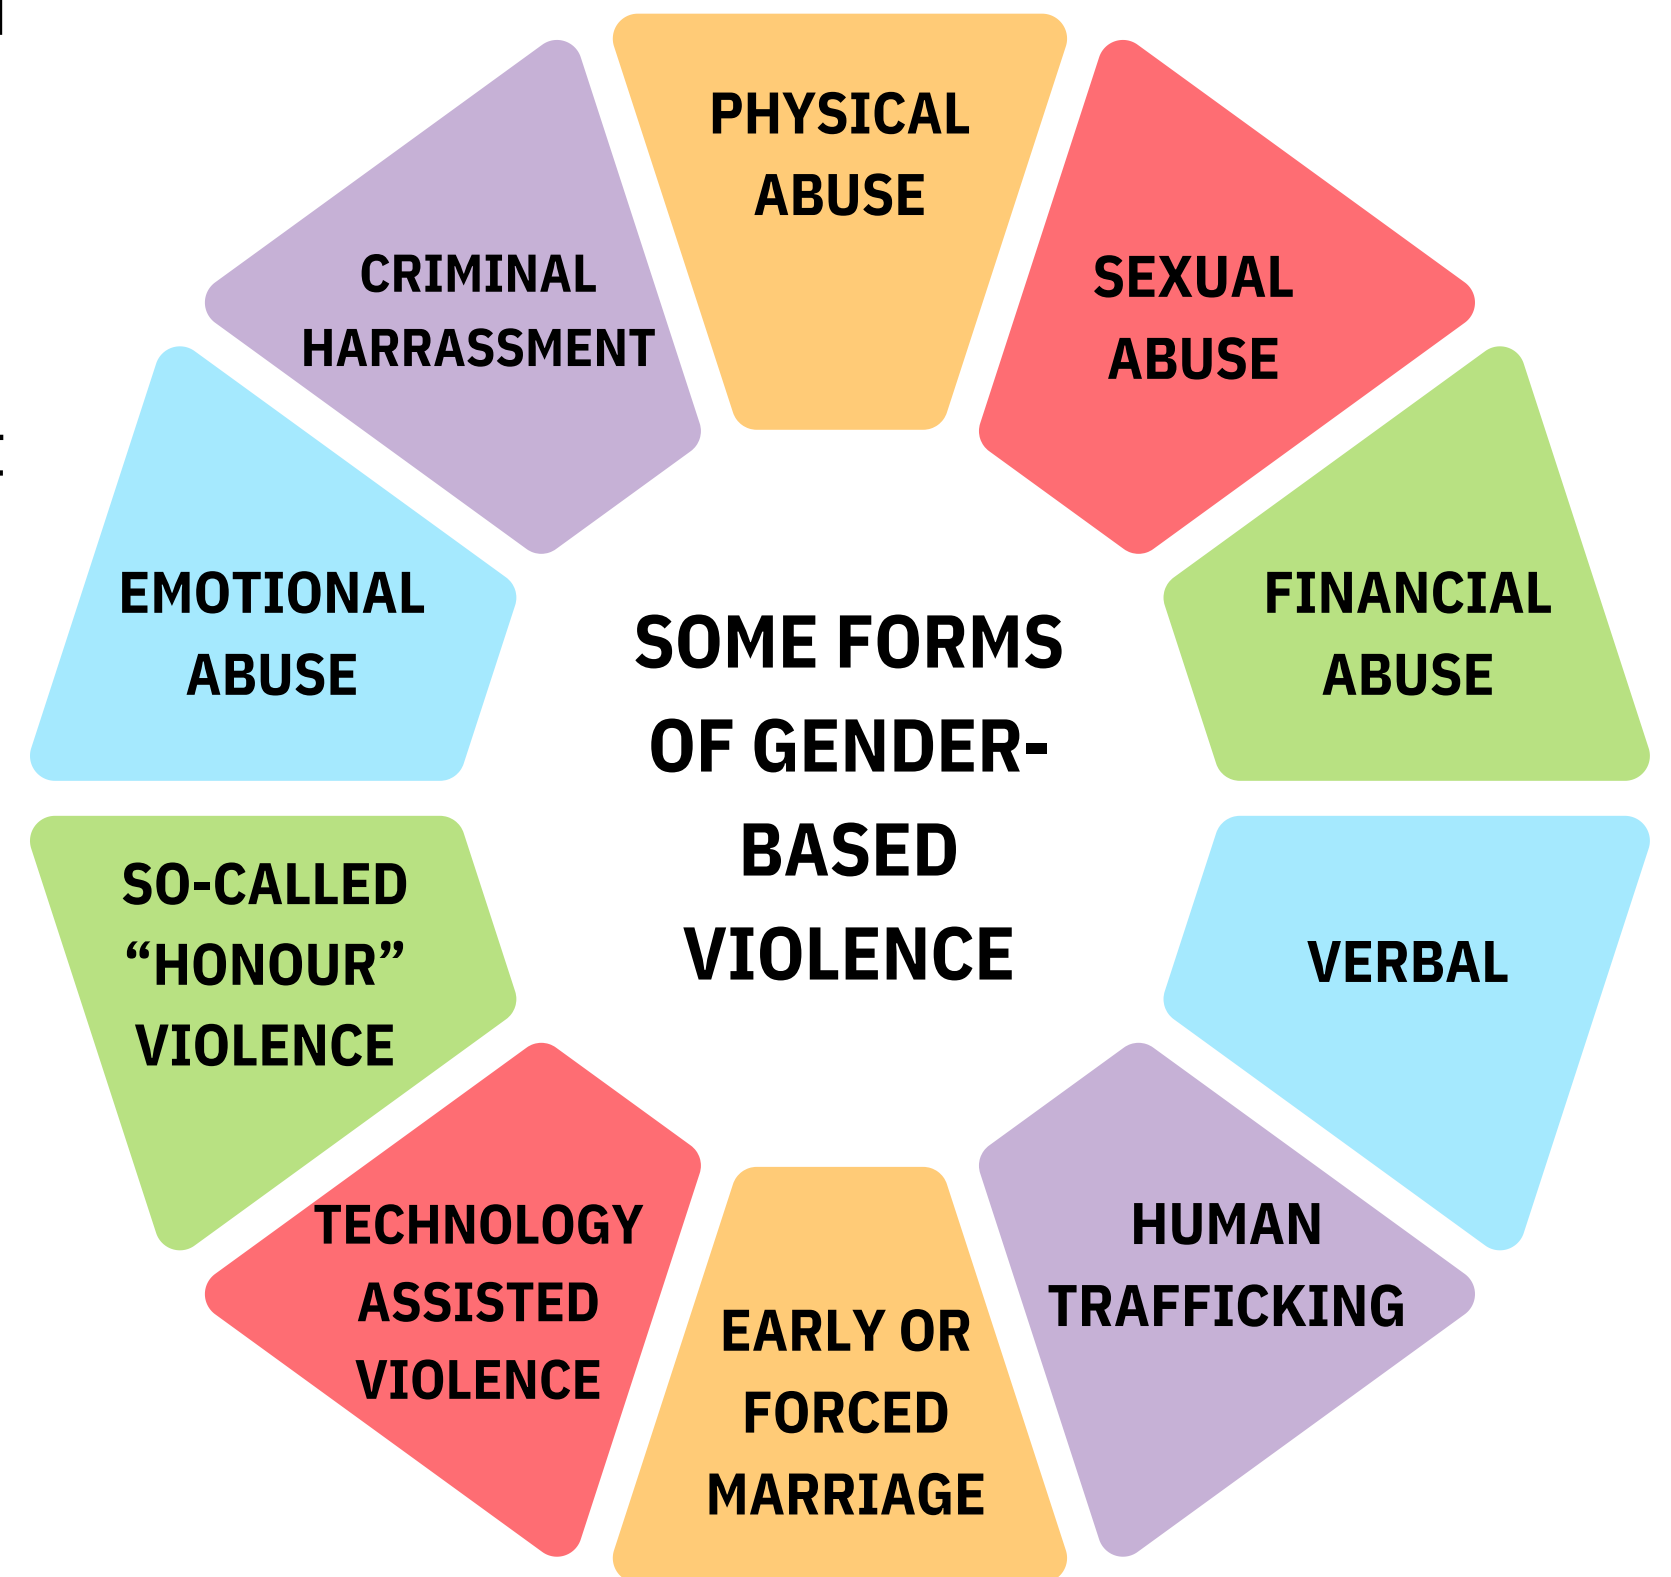 PHYSICAL
ABUSE
SEXUAL
ABUSE
FINANCIAL
ABUSE
VERBAL
HUMAN
TRAFFICKING
EARLY OR
FORCED
MARRIAGE
TECHNOLOGY
ASSISTED
VIOLENCE
SO-CALLED
“HONOUR”
VIOLENCE
EMOTIONAL
ABUSE
CRIMINAL
HARRASSMENT
SOME FORMS
OF GENDER-
BASED
VIOLENCE